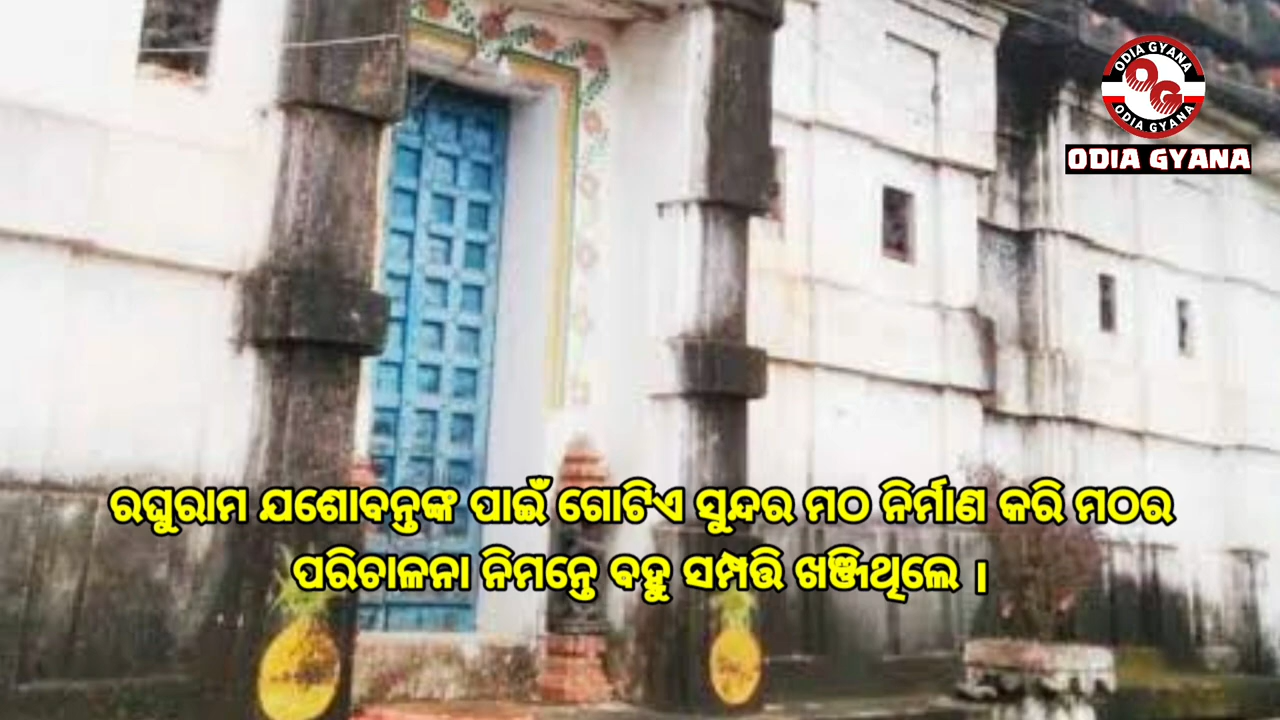 ODIA GYANA
OG
ODIA GYANA
ODIA GYANA
ରଘୁରାମ ଯଶୋବନ୍ତଙ୍କ ପାଇଁ ଗୋଟିଏ ସୁନ୍ଦର ମଠ ନିର୍ମାଣ କରି ମଠର
ପରିଚାଳନା ନିମନ୍ତେ ବହୁ ସମ୍ପତ୍ତି ଖଞ୍ଜିଥିଲେ ।